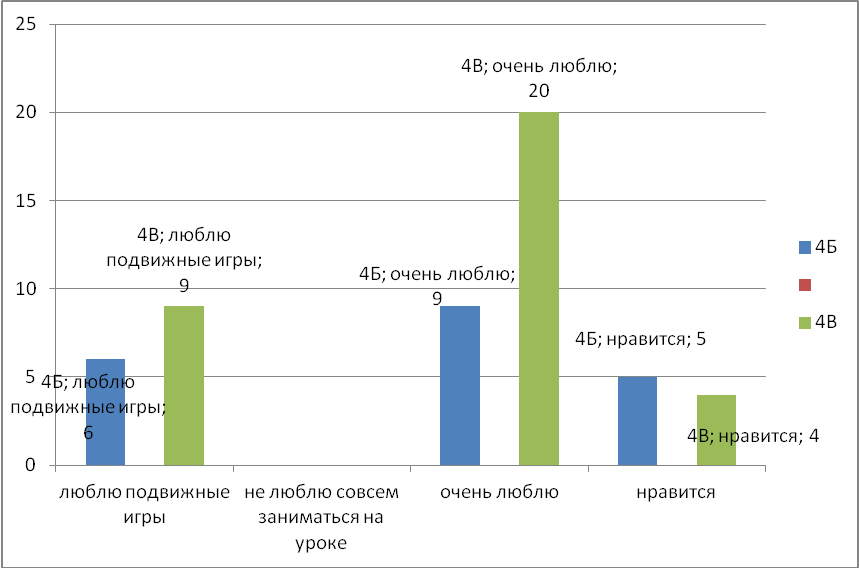 25
20
15
10
5
0
4В; очень люблю;
20
4В; люблю
подвижные игры;
9
4Б; очень люблю;
9
4Б; нравится; 5
4Б; люблю
подвижные игры;
6
4В; нравится; 4
люблю подвижные
игры
не люблю совсем
заниматься на
уроке
очень люблю
нравится
4Б
4В